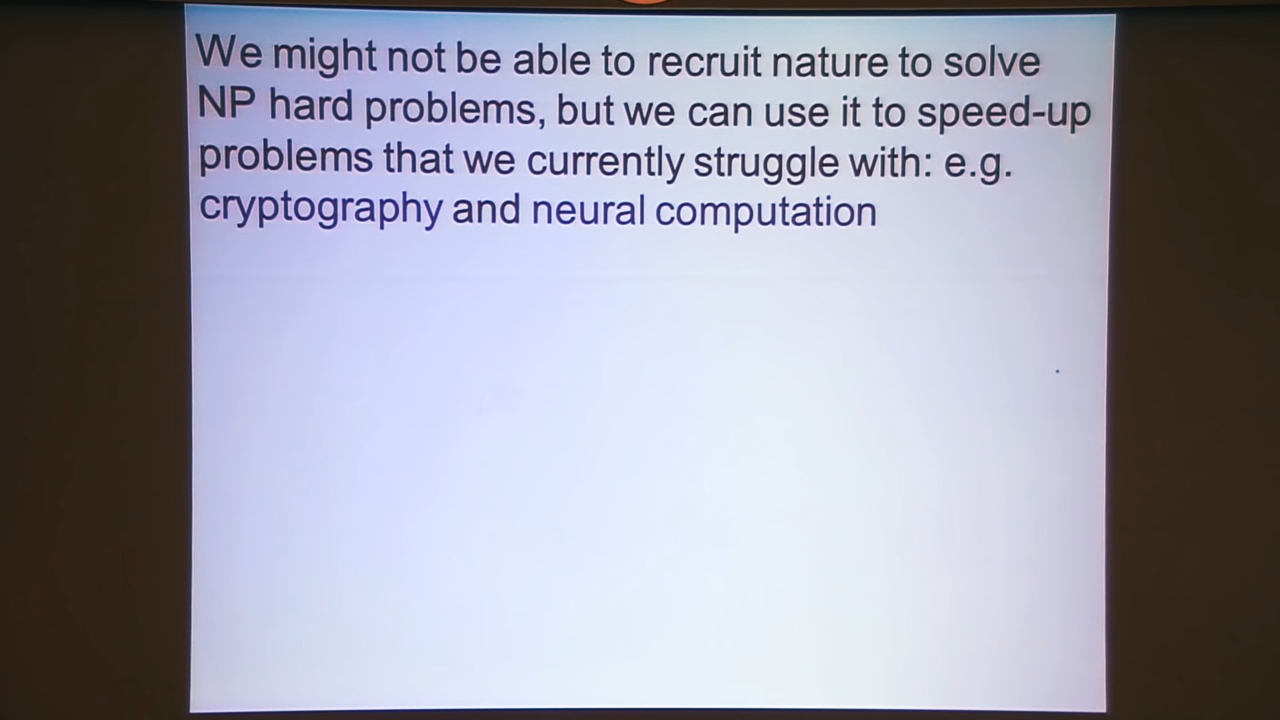 We might not be able to recruit nature to solve
NP hard problems, but we can use it to speed-up
problems that we currently struggle with: e.g.
cryptography and neural computation